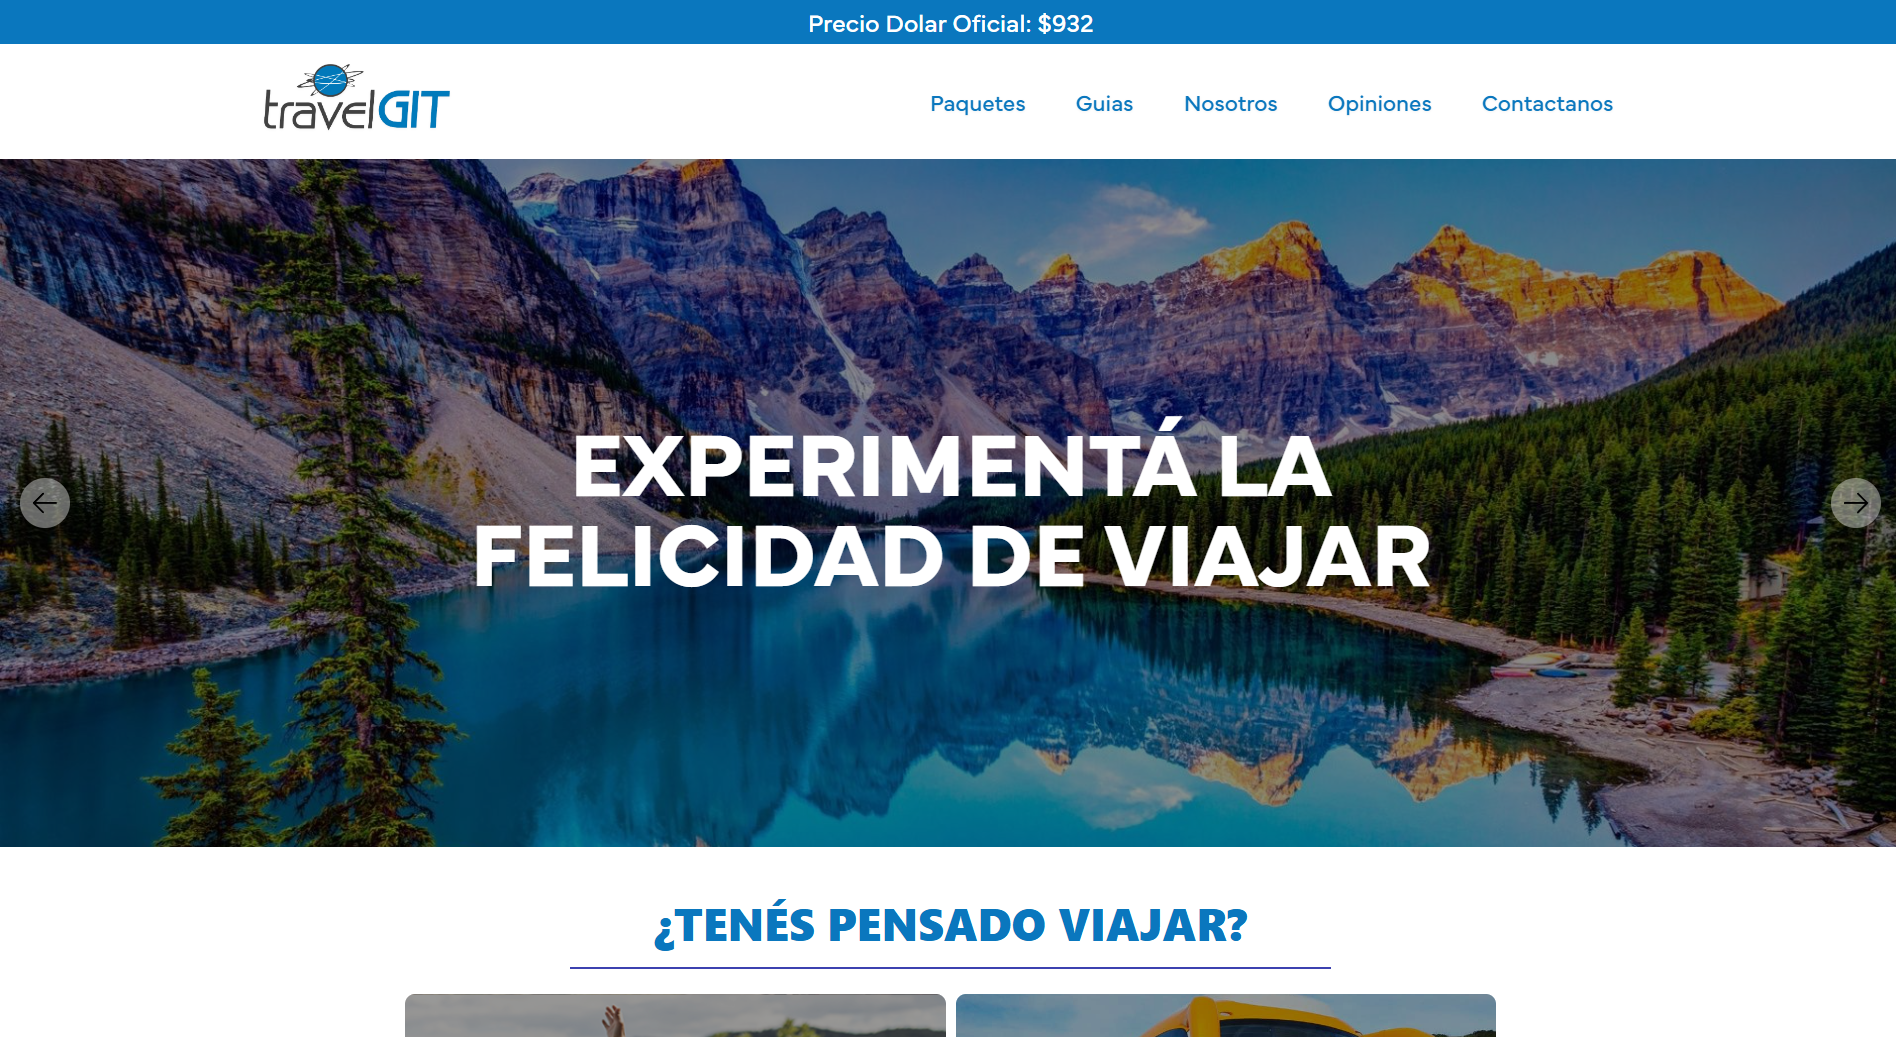 Precio Dolar Oficial: $932
travelGIT
Paquetes Guias Nosotros Opiniones Contactanos
EXPERIMENTÁ LA
FELICIDAD DE VIAJAR
¿TENÉS PENSADO VIAJAR?